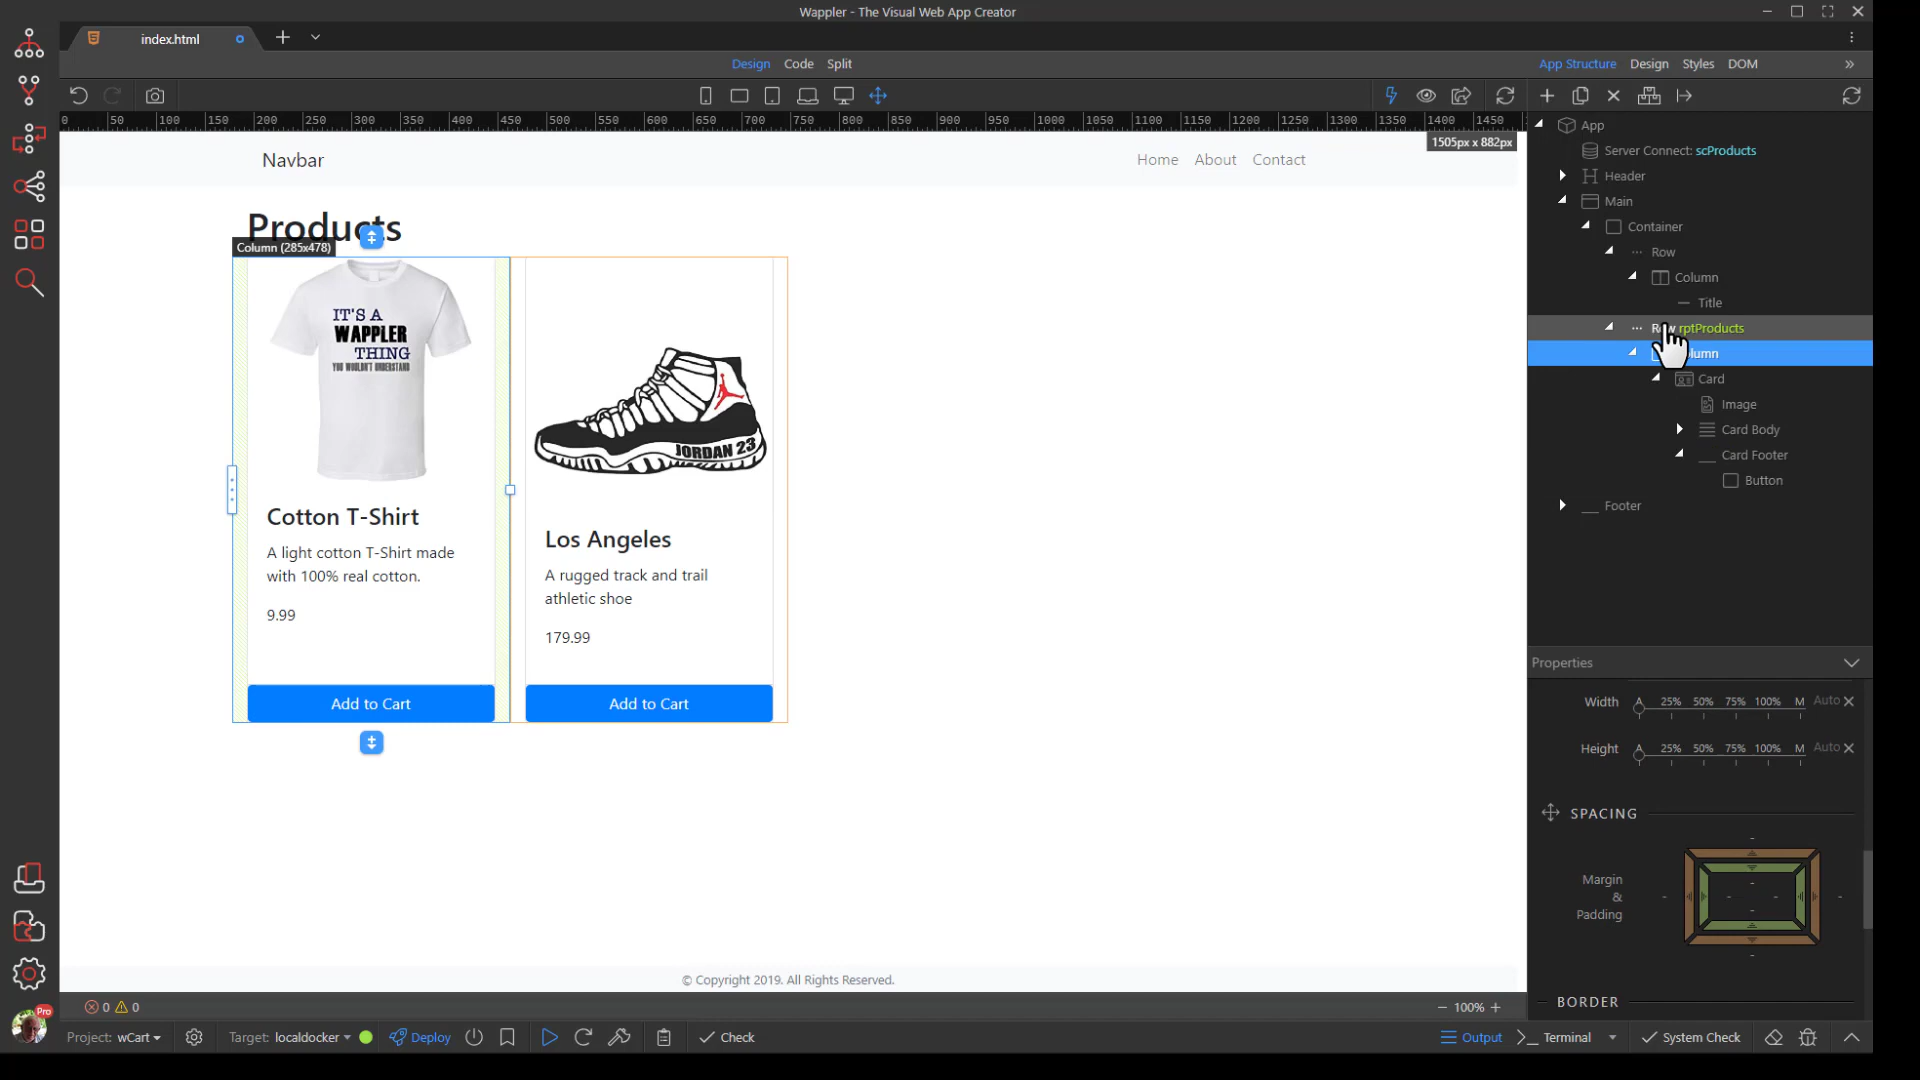 Wappler - The Visual Web App Creator
index.html
Design Code Split
App Structure Design Styles DOM
0 50 100 150 200 250 300 350 400 450 500 550 600 650 700 750 800 850 900 950 1000 1050 1100 1150 1200 1250 1300 1350 1400 1450
1505px x 882px
Navbar
Home About Contact
Products
Column (285x478)
IT'S A
WAPPLER
THING
YOU WOULDN'T UNDERSTAND
JORDAN 23
Cotton T-Shirt
A light cotton T-Shirt made
with 100% real cotton.
9.99
Add to Cart
Los Angeles
A rugged track and trail
athletic shoe
179.99
Add to Cart
© Copyright 2019. All Rights Reserved.
App
Server Connect: scProducts
Header
Main
Container
Row
Column
Title
rptProducts
Card
Image
Card Body
Card Footer
Button
Footer
Properties
Width A 25% 50% 75% 100% M Auto
Height A 25% 50% 75% 100% M Auto
SPACING
Margin
&
Padding
BORDER
0 0
100%
Pro
Project: wCart
Target: localdocker
Deploy
Check
Output
Terminal
System Check